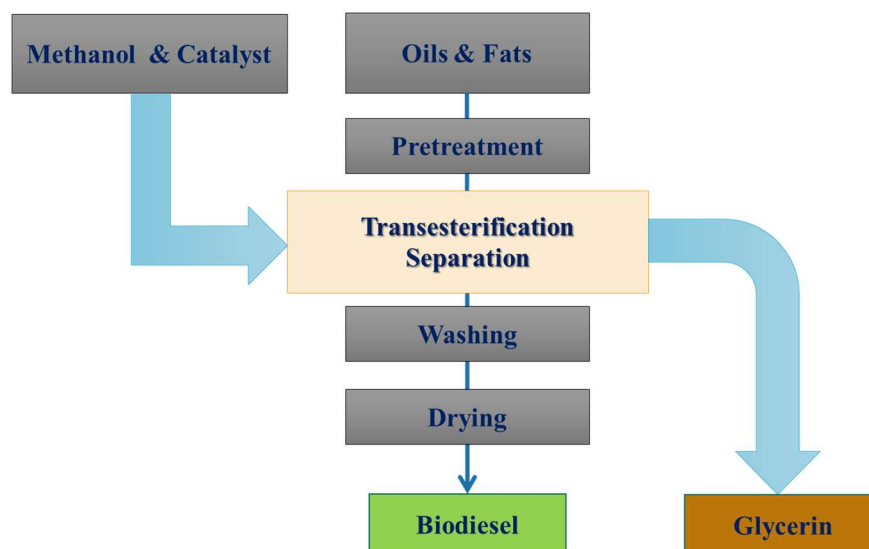 Methanol & Catalyst
Oils & Fats
Pretreatment
Transesterification
Separation
Washing
Drying
Biodiesel
Glycerin